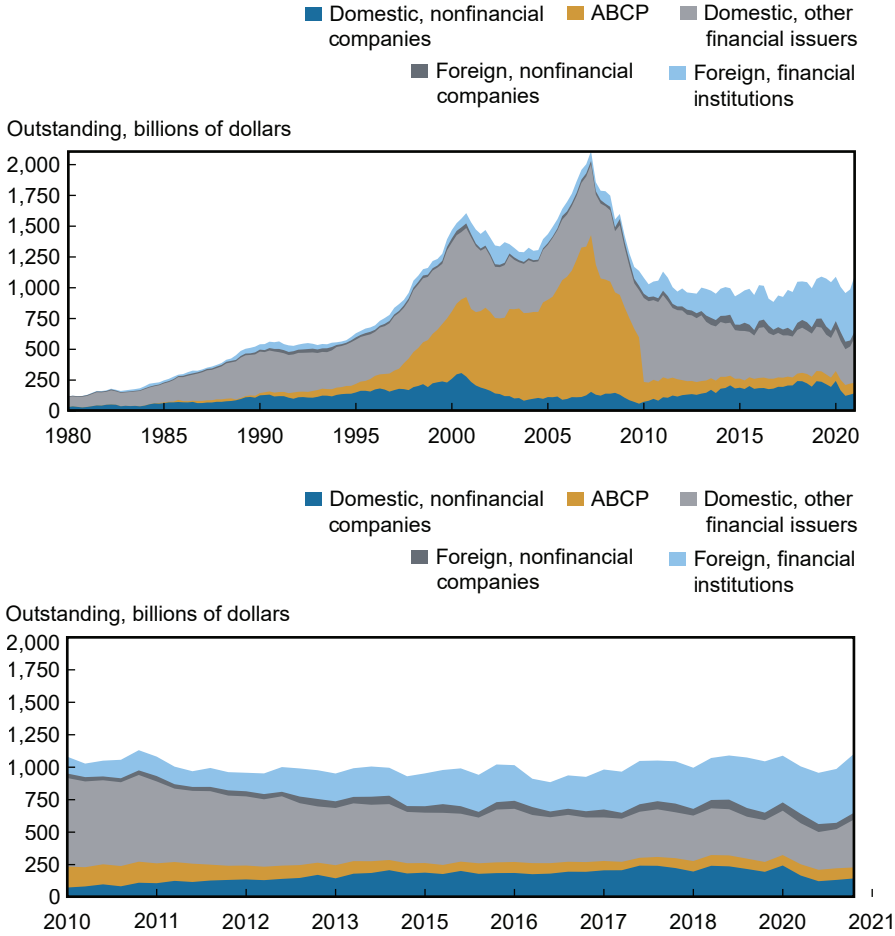 Domestic, nonfinancial companies
ABCP
Domestic, other financial issuers
Foreign, nonfinancial companies
Foreign, financial institutions
Outstanding, billions of dollars
2,000
1,750
1,500
1,250
1,000
750
500
250
0
1980 1985 1990 1995 2000 2005 2010 2015 2020
Domestic, nonfinancial companies
ABCP
Domestic, other financial issuers
Foreign, nonfinancial companies
Foreign, financial institutions
Outstanding, billions of dollars
2,000
1,750
1,500
1,250
1,000
750
500
250
0
2010 2011 2012 2013 2014 2015 2016 2017 2018 2020 2021